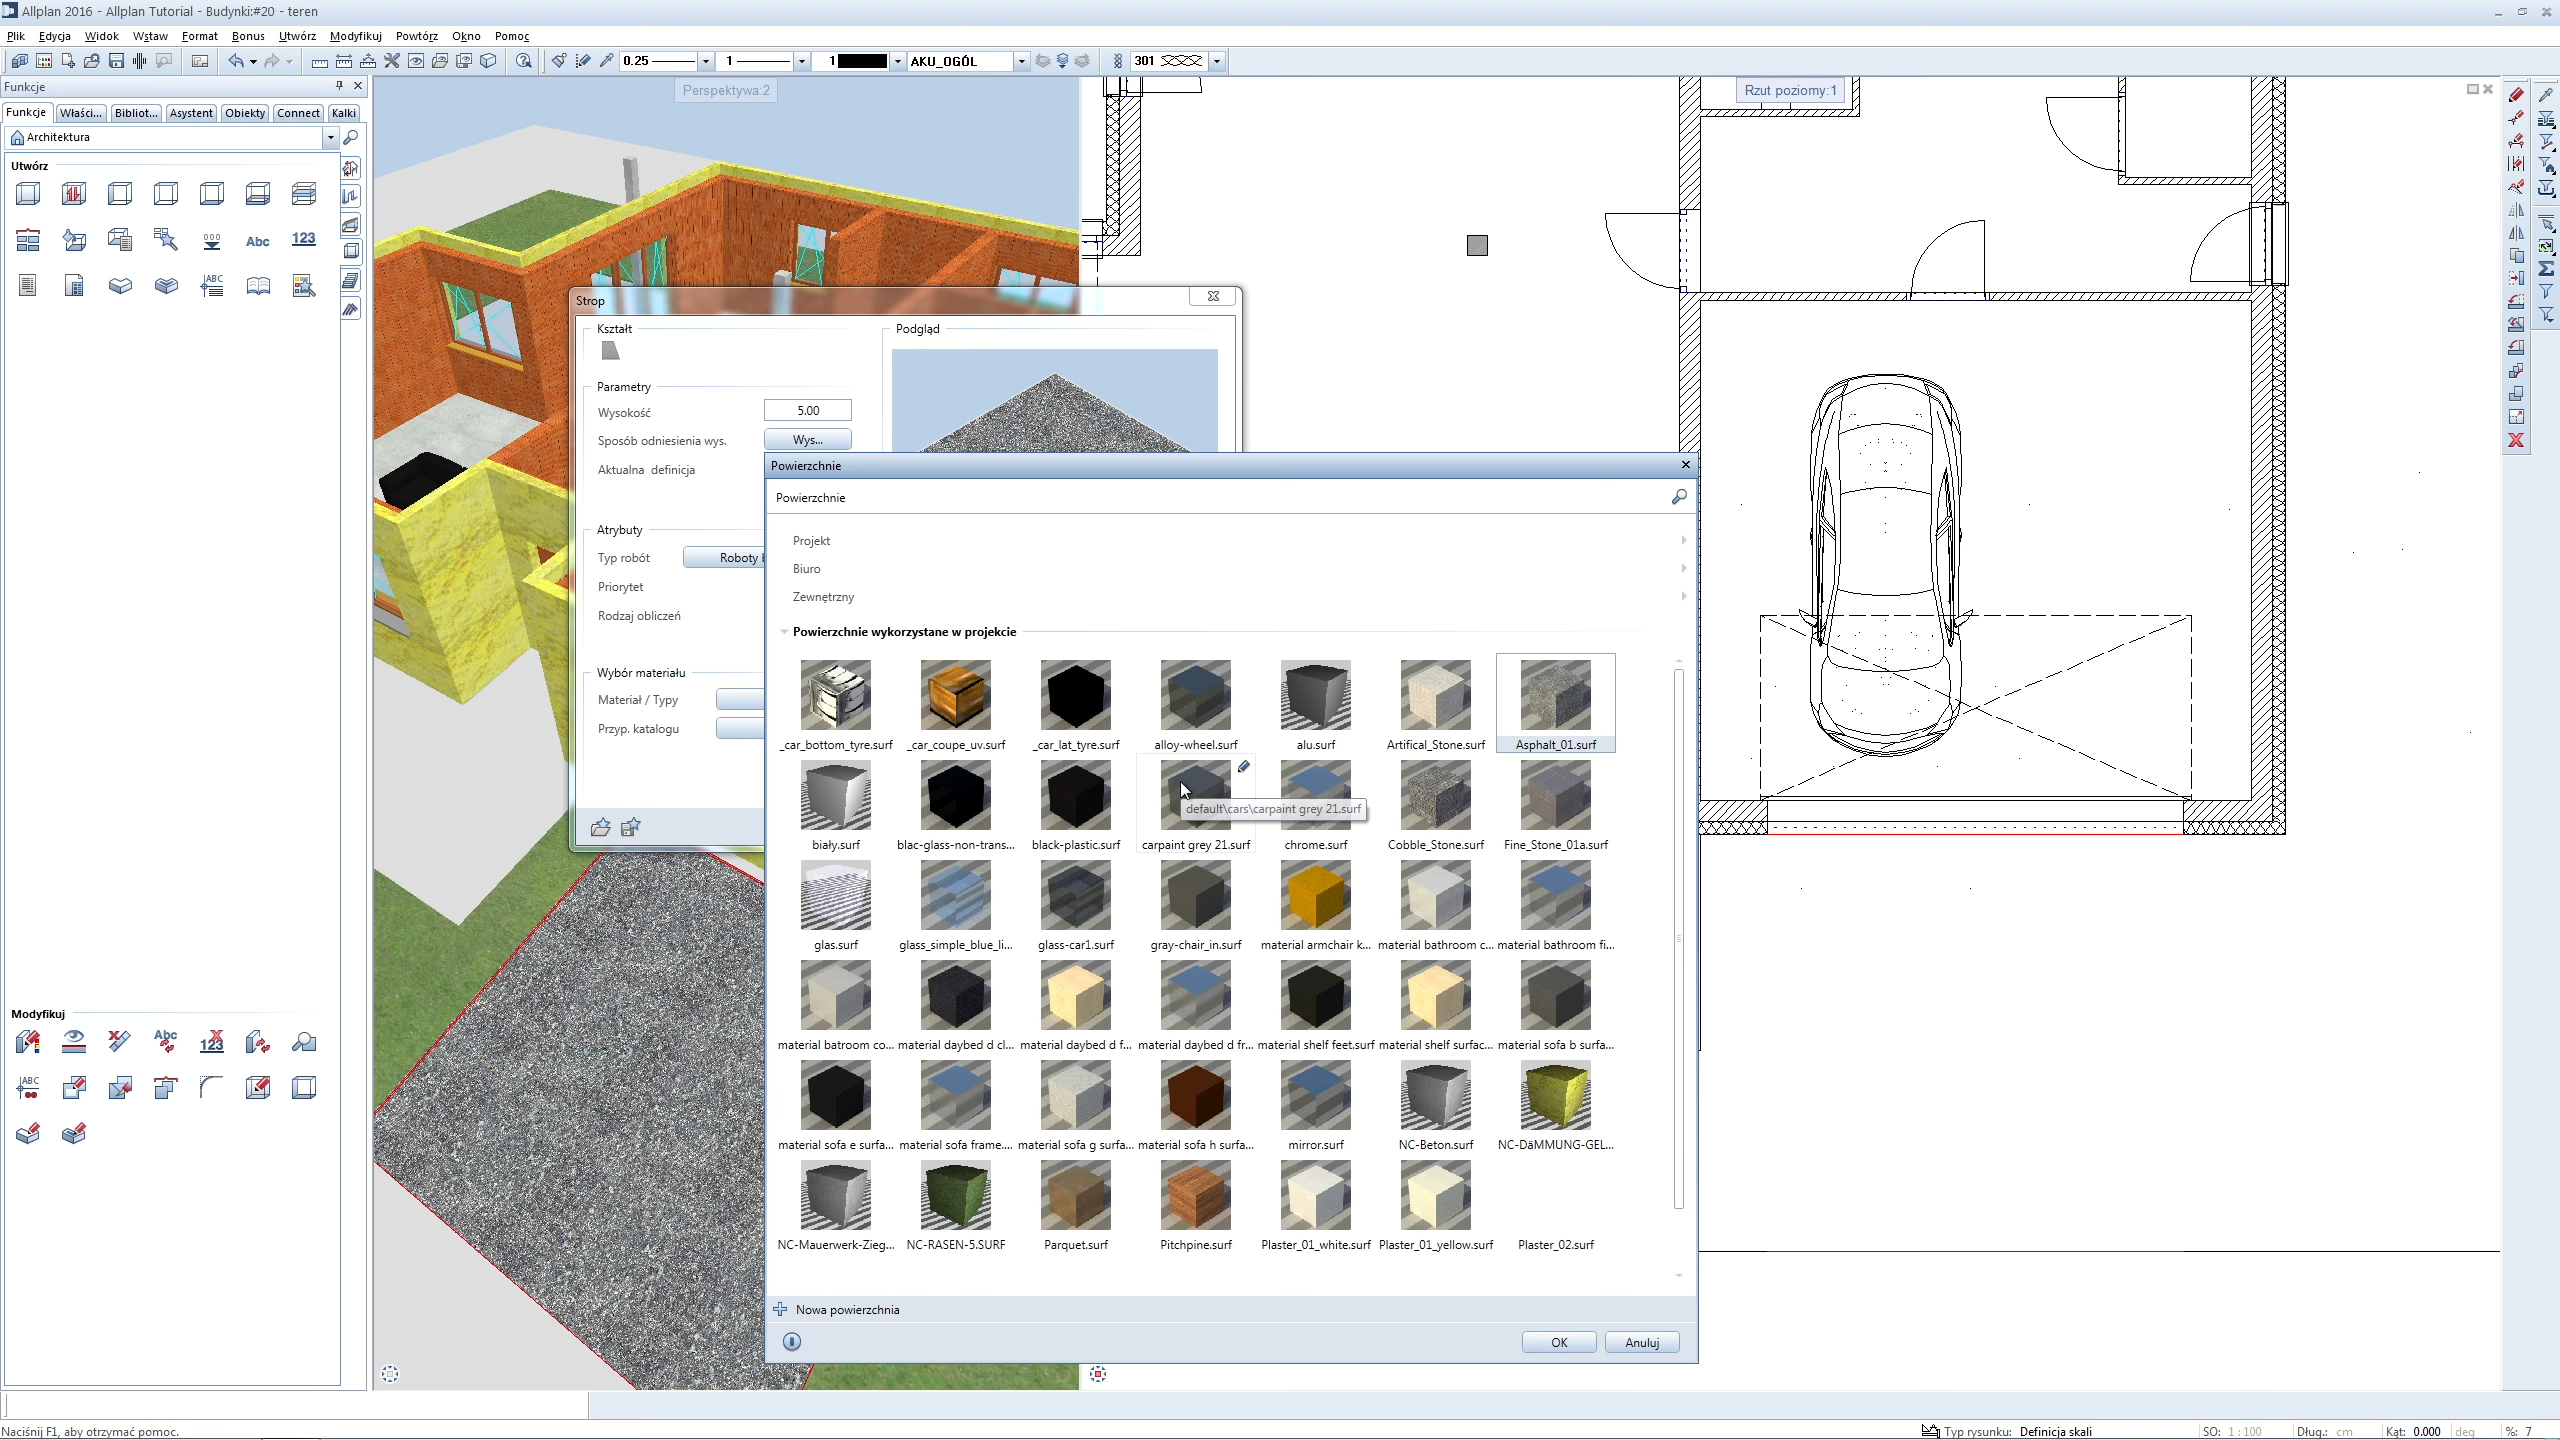 Allplan 2016 - Allplan Tutorial - Budynki:#20 - teren
Plik Edycja Widok Wstaw Format Bonus Utwórz Modyfikuj Powtórz Okno Pomoc
0.25 1 1 AKU_OGÓL 301
Funkcje
Perspektywa:2
Rzut poziomy:1
Funkcje Właści... Bibliot... Asystent Obiekty Connect Kalki
Architektura
Utwórz
Abc 123
ABC
Strop
Kształt
Podgląd
Parametry
Wysokość 5.00
Sposób odniesienia wys. Wys...
Aktualna definicja
Atrybuty
Typ robót Roboty
Priorytet
Rodzaj obliczeń
Wybór materiału
Materiał / Typy
Przyp. katalogu
Powierzchnie
Powierzchnie
Projekt
Biuro
Zewnętrzny
Powierzchnie wykorzystane w projekcie
_car_bottom_tyre.surf _car_coupe_uv.surf _car_lat_tyre.surf alloy-wheel.surf alu.surf Artifical_Stone.surf Asphalt_01.surf
default\cars\carpaint grey 21.surf
biały.surf blac-glass-non-trans... black-plastic.surf carpaint grey 21.surf chrome.surf Cobble_Stone.surf Fine_Stone_01a.surf
glas.surf glass_simple_blue_li... glass-car1.surf gray-chair_in.surf material armchair k... material bathroom c... material bathroom fi...
material batroom co... material daybed d cl... material daybed d f... material daybed d fr... material shelf feet.surf material shelf surfac... material sofa b surfa...
material sofa e surfa... material sofa frame.... material sofa g surfa... material sofa h surfa... mirror.surf NC-Beton.surf NC-DäMMUNG-GEL...
NC-Mauerwerk-Zieg... NC-RASEN-5.SURF Parquet.surf Pitchpine.surf Plaster_01_white.surf Plaster_01_yellow.surf Plaster_02.surf
Nowa powierzchnia
OK Anuluj
Modyfikuj
Abc 123
ABC
Naciśnij F1, aby otrzymać pomoc.
Typ rysunku: Definicja skali SO: 1 : 100 Dług.: cm Kąt: 0.000 deg %: 7